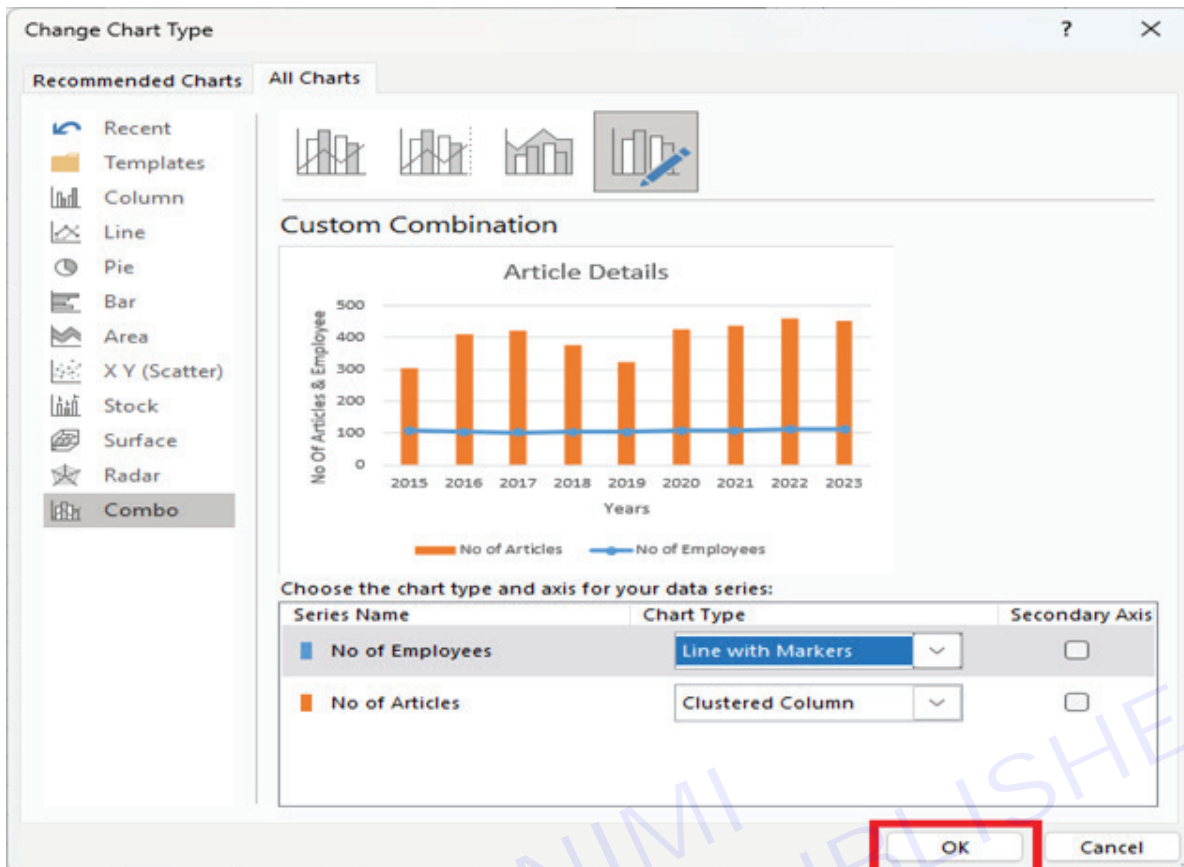 Change Chart Type ?
Recommended Charts All Charts
Recent
Templates
Column
Line
Pie
Bar
Area
X Y (Scatter)
Stock
Surface
Radar
Combo
Custom Combination
Article Details
No Of Articles & Employee
500
400
300
200
100
0
2015 2016 2017 2018 2019 2020 2021 2022 2023
Years
No of Articles No of Employees
Choose the chart type and axis for your data series:
Series Name Chart Type Secondary Axis
No of Employees Line with Markers
No of Articles Clustered Column
OK Cancel